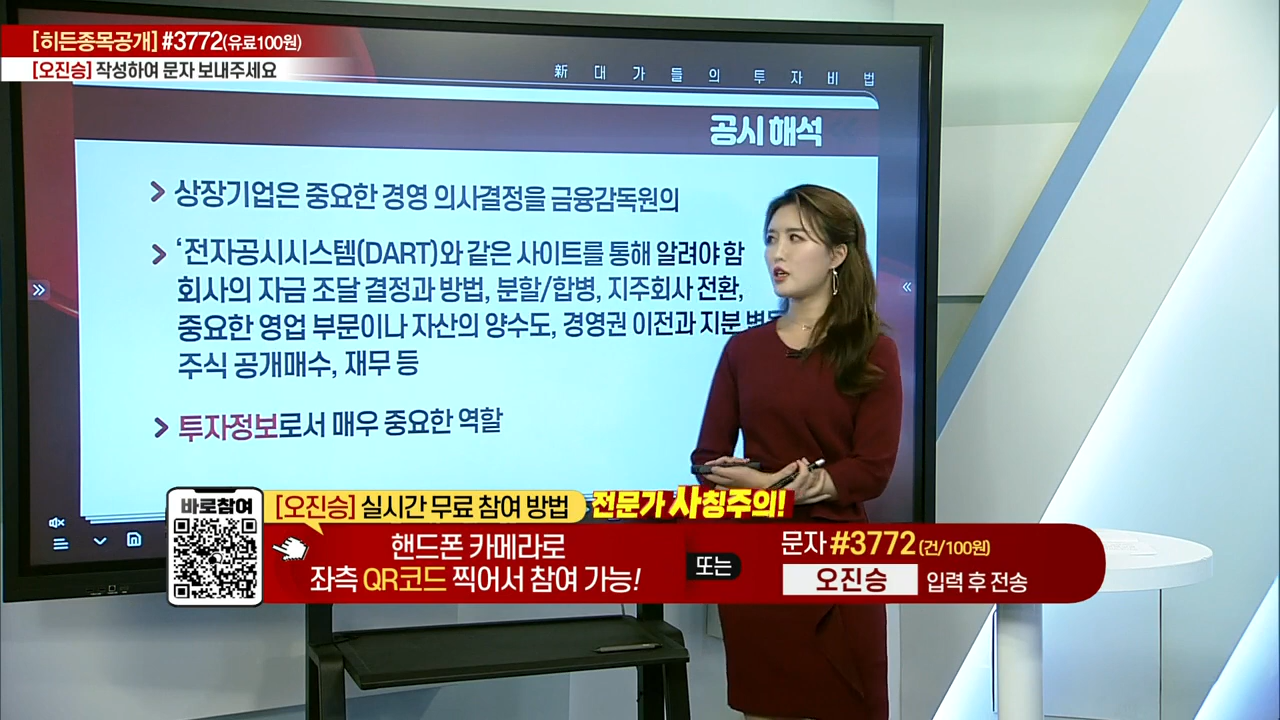 [히든종목공개] #3772(유료100원)
[오진승] 작성하여 문자 보내주세요
新 대가들의 투자비법
공시 해석
상장기업은 중요한 경영 의사결정을 금융감독원의
‘전자공시시스템(DART)와 같은 사이트를 통해 알려야 함
회사의 자금 조달 결정과 방법, 분할/합병, 지주회사 전환,
중요한 영업 부문이나 자산의 양수도, 경영권 이전과 지분
주식 공개매수, 재무 등
투자정보로서 매우 중요한 역할
바로참여
[오진승] 실시간 무료 참여 방법
전문가 사칭주의!
핸드폰 카메라로
좌측 QR코드 찍어서 참여 가능!
또는
문자 #3772 (건/100원)
오진승 입력 후 전송